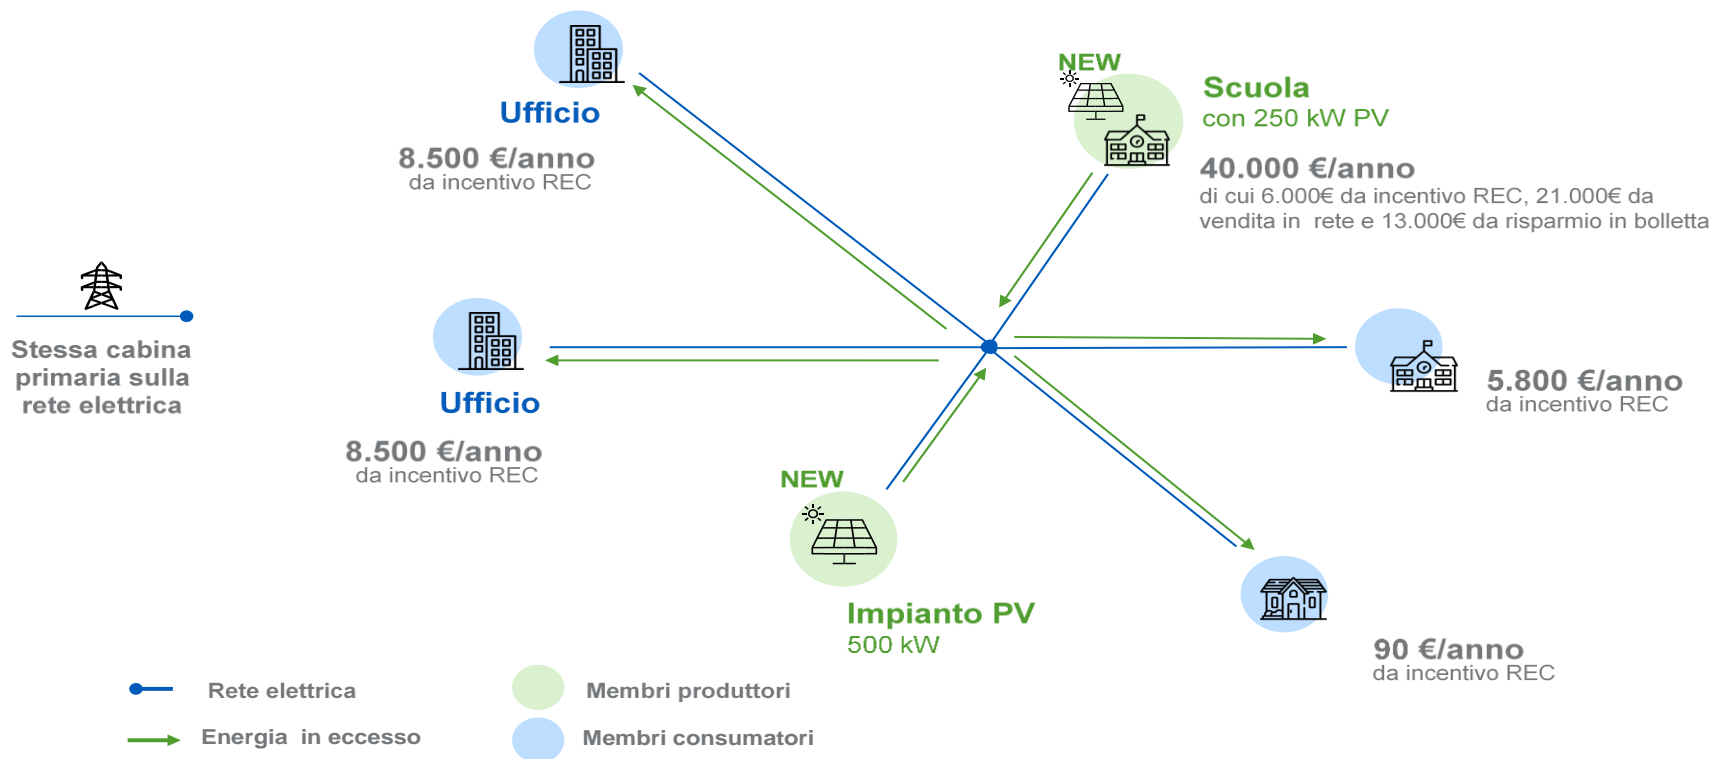 Ufficio
8.500 €/anno
da incentivo REC
NEW
Scuola
con 250 kW PV
40.000 €/anno
di cui 6.000€ da incentivo REC, 21.000€ da
vendita in rete e 13.000€ da risparmio in bolletta
Stessa cabina
primaria sulla
rete elettrica
Ufficio
8.500 €/anno
da incentivo REC
5.800 €/anno
da incentivo REC
NEW
Impianto PV
500 kW
90 €/anno
da incentivo REC
Rete elettrica
Membri produttori
Energia in eccesso
Membri consumatori